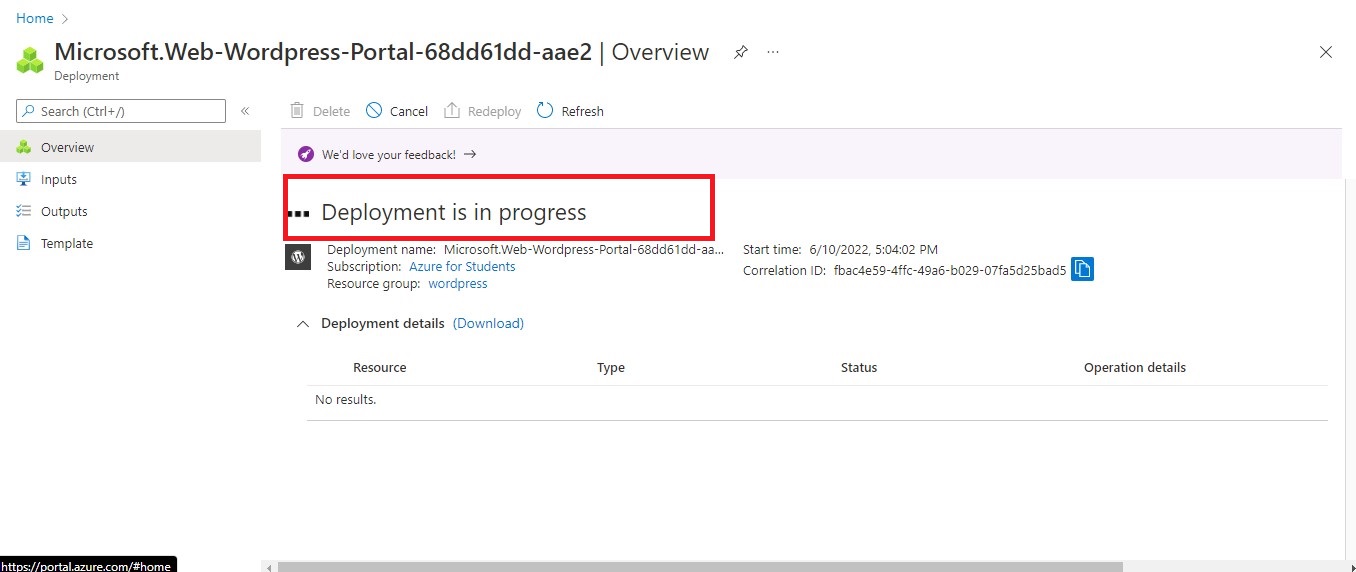 Home
Microsoft.Web-Wordpress-Portal-68dd61dd-aae2 | Overview
Deployment
Search (Ctrl+/)
Overview
Inputs
Outputs
Template
Delete Cancel Redeploy Refresh
We'd love your feedback! →
Deployment is in progress
Deployment name: Microsoft.Web-Wordpress-Portal-68dd61dd-aa...
Subscription: Azure for Students
Resource group: wordpress
Start time: 6/10/2022, 5:04:02 PM
Correlation ID: fbac4e59-4ffc-49a6-b029-07fa5d25bad5
Deployment details (Download)
Resource Type Status Operation details
No results.
https://portal.azure.com/#home